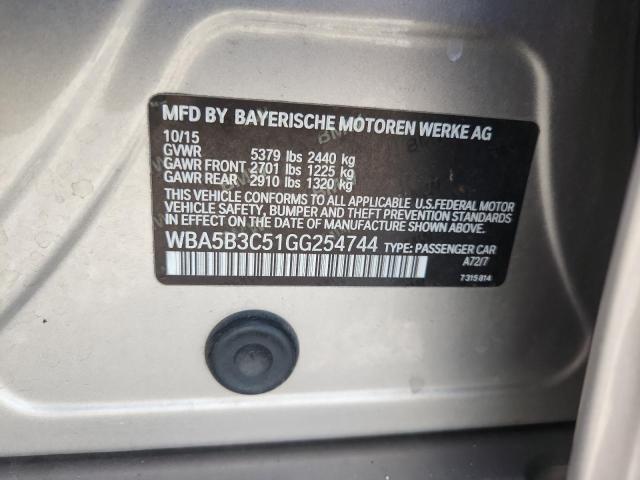 MFD BY BAYERISCHE MOTOREN WERKE AG
10/15
GVWR 5379 lbs 2440 kg
GAWR FRONT 2701 lbs 1225 kg
GAWR REAR 2910 lbs 1320 kg
THIS VEHICLE CONFORMS TO ALL APPLICABLE U.S.FEDERAL MOTOR
VEHICLE SAFETY, BUMPER AND THEFT PREVENTION STANDARDS
IN EFFECT ON THE DATE OF MANUFACTURE SHOWN ABOVE.
WBA5B3C51GG254744 TYPE: PASSENGER CAR
A72/7
7315814